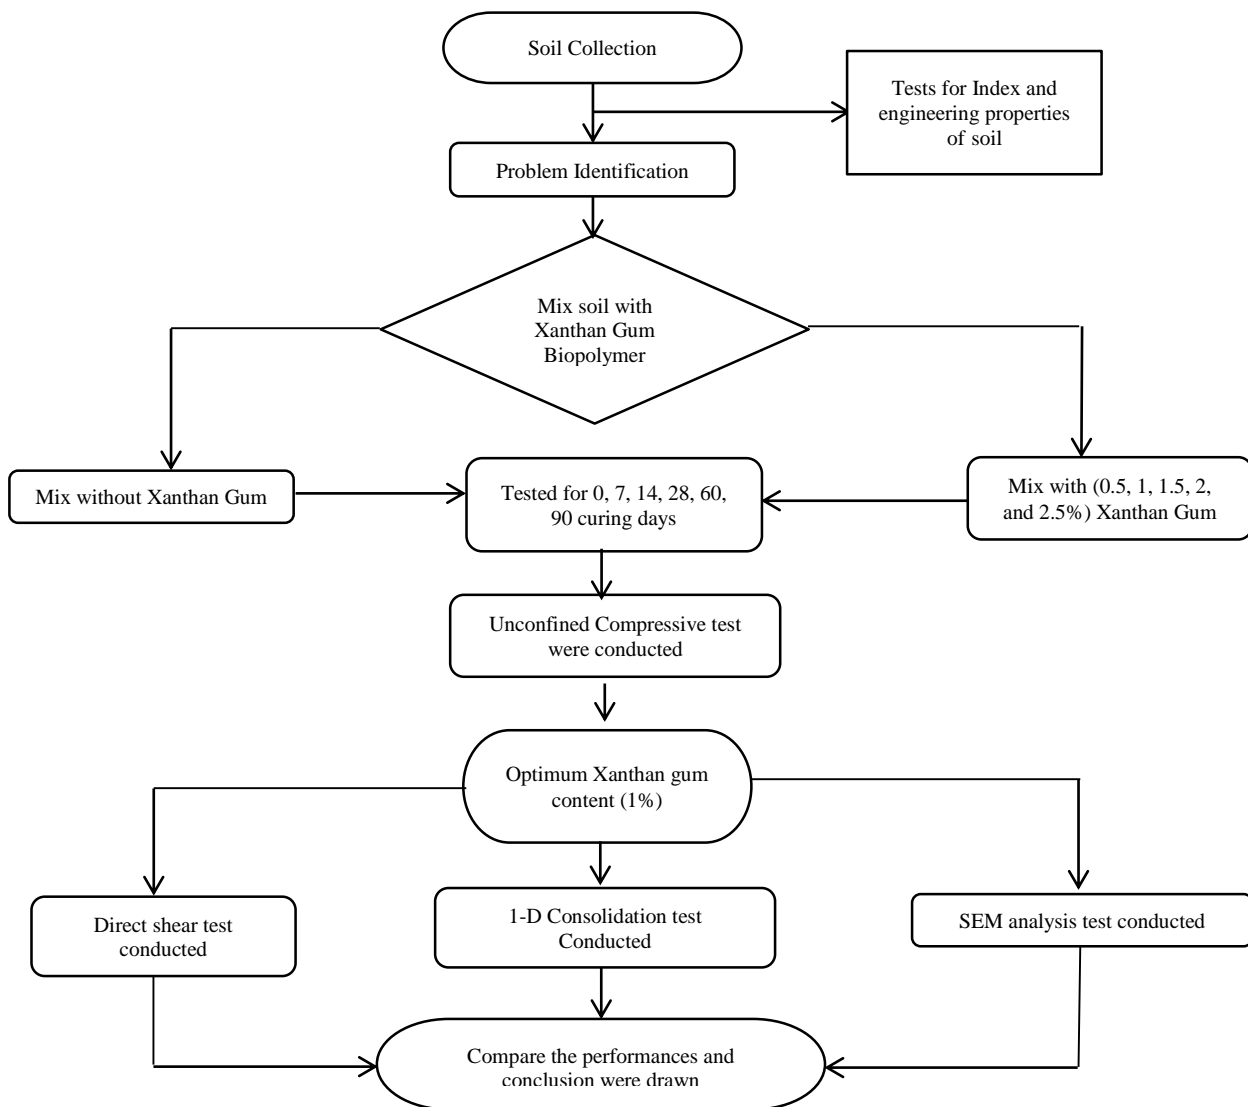 Soil Collection
Tests for Index and
engineering properties
of soil
Problem Identification
Mix soil with
Xanthan Gum
Biopolymer
Mix without Xanthan Gum
Tested for 0, 7, 14, 28, 60,
90 curing days
Mix with (0.5, 1, 1.5, 2,
and 2.5%) Xanthan Gum
Unconfined Compressive test
were conducted
Optimum Xanthan gum
content (1%)
Direct shear test
conducted
1-D Consolidation test
Conducted
SEM analysis test conducted
Compare the performances and
conclusion were drawn